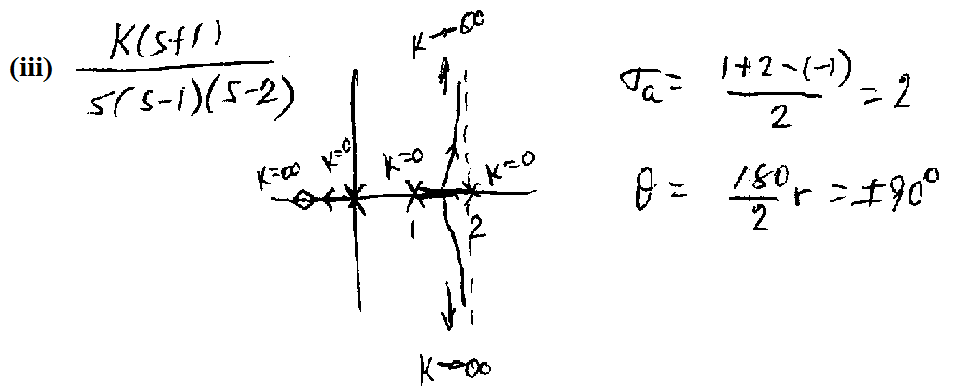 (iii) K(s+1)
s(s-1)(s-2)
K→∞
σa = 1+2-(-1) / 2 = 2
K=∞ K=0 K=0 K=0
1 2
θ = 180/2 r = ±90°
K→∞